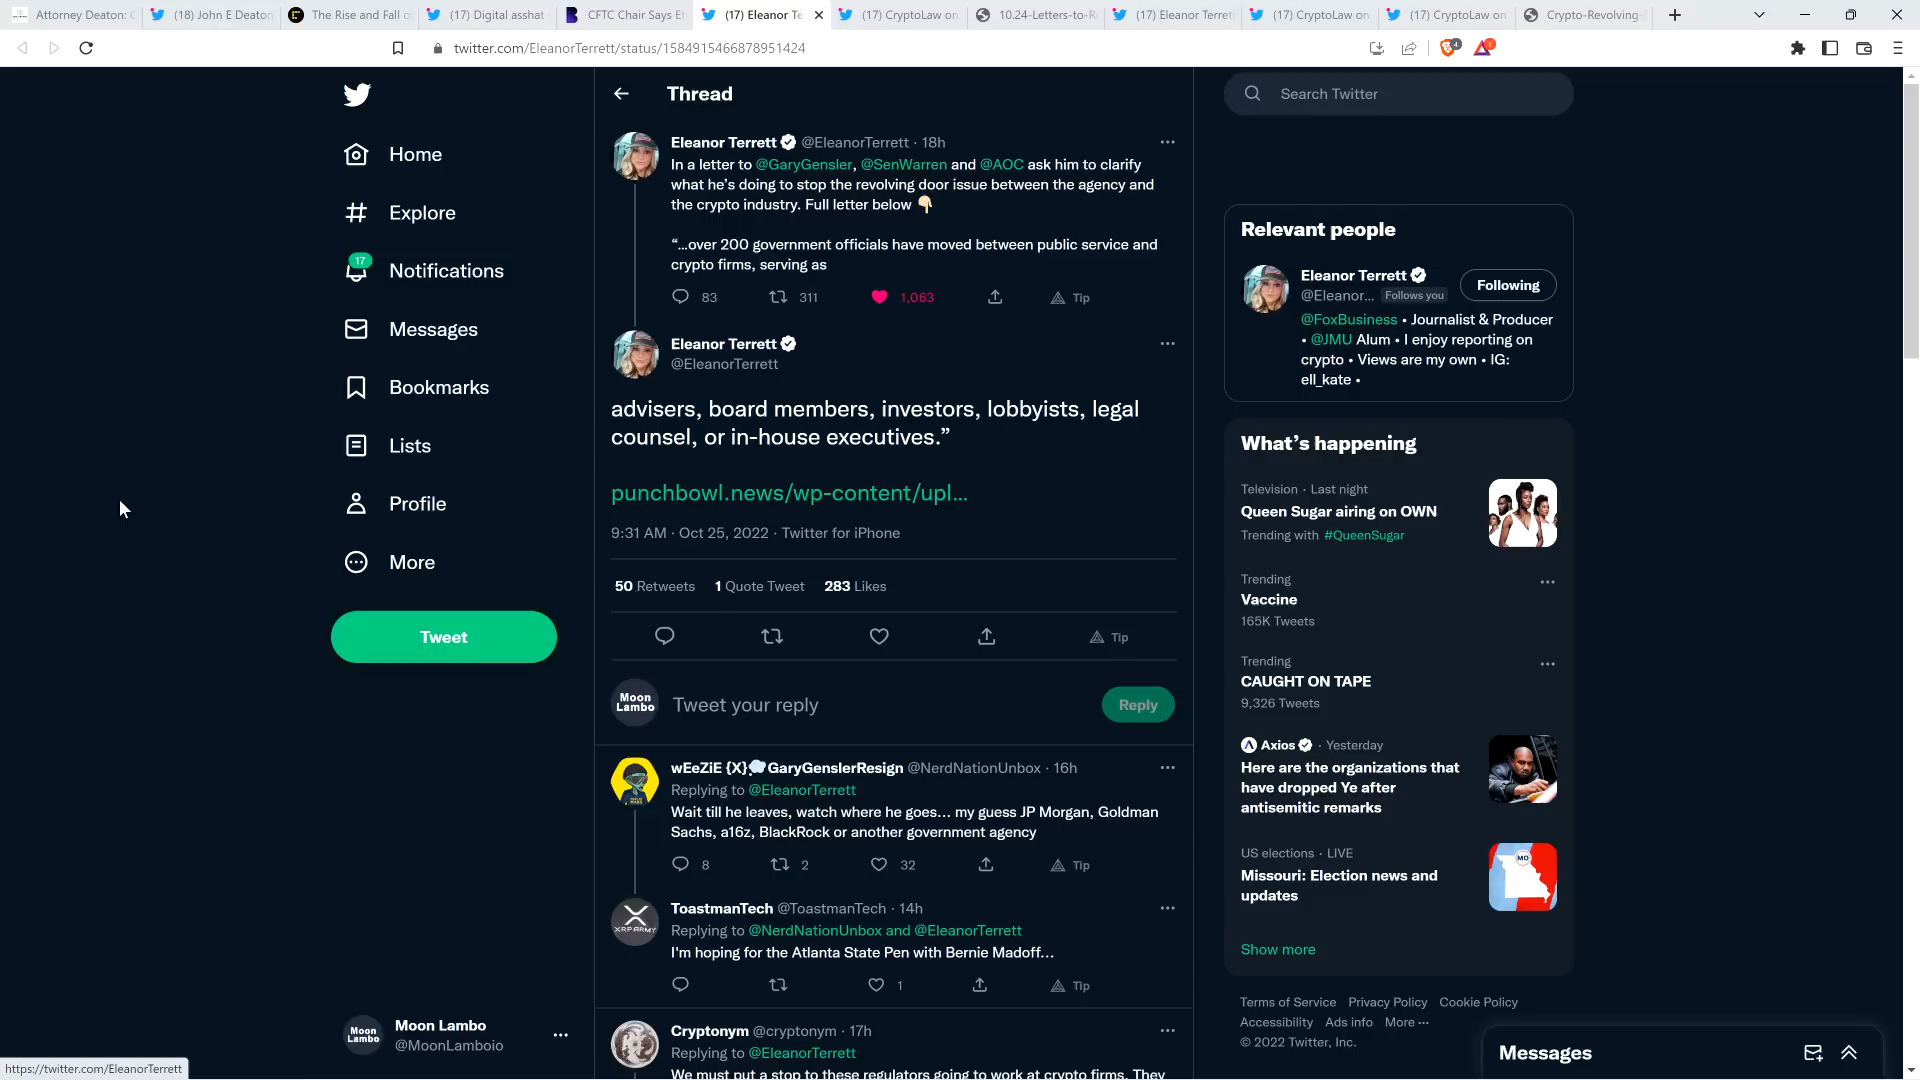 Attorney Deaton: C
(18) John E Deaton
The Rise and Fall o
(17) Digital asshat
CFTC Chair Says Et
(17) Eleanor Te
(17) CryptoLaw on
10.24-Letters-to-R
(17) Eleanor Terret
(17) CryptoLaw on
(17) CryptoLaw on
Crypto-Revolving-
twitter.com/EleanorTerrett/status/1584915466878951424
4
1
Home
Explore
17
Notifications
Messages
Bookmarks
Lists
Profile
More
Tweet
Moon Lambo
Moon Lambo
@MoonLamboio
https://twitter.com/EleanorTerrett
Thread
Eleanor Terrett @EleanorTerrett · 18h
In a letter to @GaryGensler, @SenWarren and @AOC ask him to clarify
what he's doing to stop the revolving door issue between the agency and
the crypto industry. Full letter below 👇
“...over 200 government officials have moved between public service and
crypto firms, serving as
83 311 1,063 Tip
Eleanor Terrett
@EleanorTerrett
advisers, board members, investors, lobbyists, legal
counsel, or in-house executives.”
punchbowl.news/wp-content/upl...
9:31 AM · Oct 25, 2022 · Twitter for iPhone
50 Retweets 1 Quote Tweet 283 Likes
Tip
Moon Lambo
Tweet your reply
Reply
wEeZiE {X}💭GaryGenslerResign @NerdNationUnbox · 16h
Replying to @EleanorTerrett
Wait till he leaves, watch where he goes... my guess JP Morgan, Goldman
Sachs, a16z, BlackRock or another government agency
8 2 32 Tip
XRP ARMY
ToastmanTech @ToastmanTech · 14h
Replying to @NerdNationUnbox and @EleanorTerrett
I'm hoping for the Atlanta State Pen with Bernie Madoff...
1 Tip
Cryptonym @cryptonym · 17h
Replying to @EleanorTerrett
We must put a stop to these regulators going to work at crypto firms. They
Search Twitter
Relevant people
Eleanor Terrett
@Eleanor... Follows you
Following
@FoxBusiness • Journalist & Producer
• @JMU Alum • I enjoy reporting on
crypto • Views are my own • IG:
ell_kate •
What's happening
Television · Last night
Queen Sugar airing on OWN
Trending with #QueenSugar
Trending
Vaccine
165K Tweets
Trending
CAUGHT ON TAPE
9,326 Tweets
Axios · Yesterday
Here are the organizations that
have dropped Ye after
antisemitic remarks
US elections · LIVE
Missouri: Election news and
updates
MO
Show more
Terms of Service Privacy Policy Cookie Policy
Accessibility Ads info More ···
© 2022 Twitter, Inc.
Messages